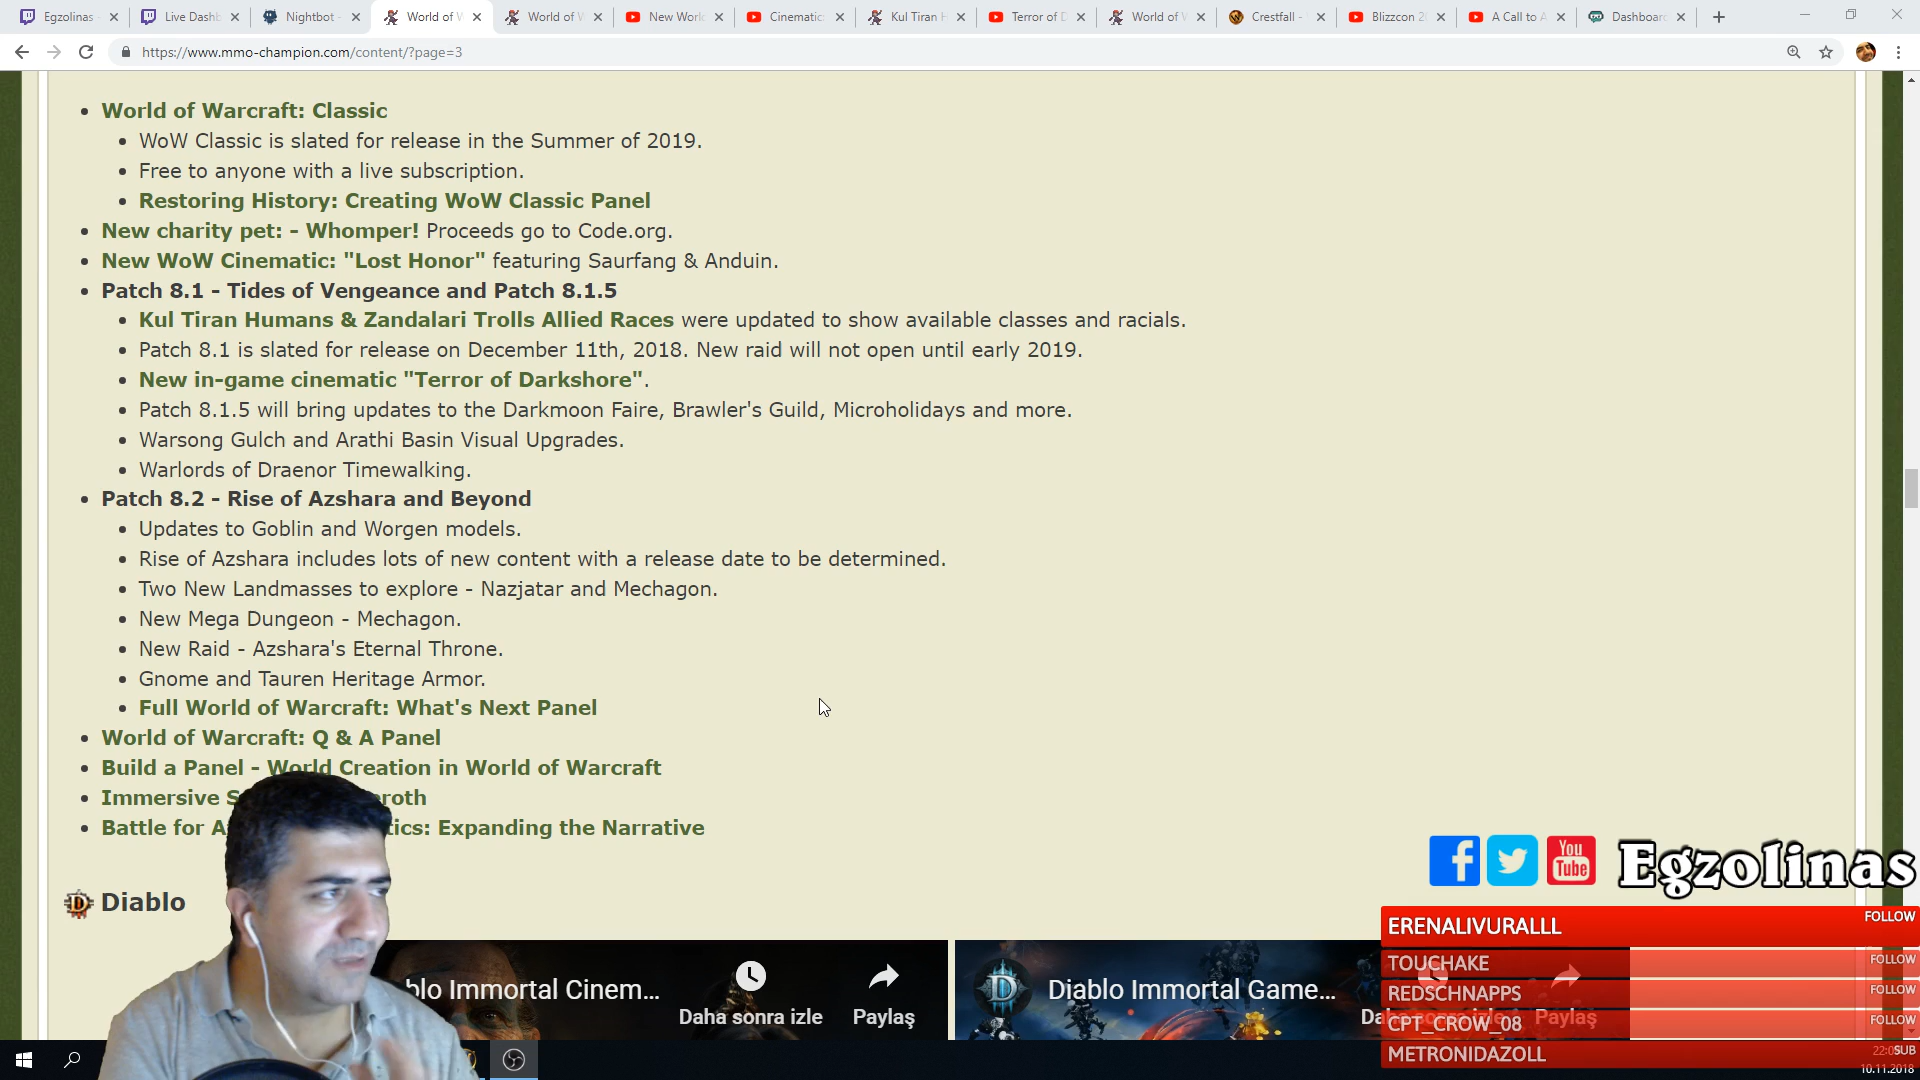 Egzolinas -
Live Dashb
Nightbot -
World of W
World of W
New World
Cinematic:
Kul Tiran H
Terror of D
World of W
Crestfall -
Blizzcon 2
A Call to A
Dashboard
https://www.mmo-champion.com/content/?page=3
World of Warcraft: Classic
WoW Classic is slated for release in the Summer of 2019.
Free to anyone with a live subscription.
Restoring History: Creating WoW Classic Panel
New charity pet: - Whomper! Proceeds go to Code.org.
New WoW Cinematic: "Lost Honor" featuring Saurfang & Anduin.
Patch 8.1 - Tides of Vengeance and Patch 8.1.5
Kul Tiran Humans & Zandalari Trolls Allied Races were updated to show available classes and racials.
Patch 8.1 is slated for release on December 11th, 2018. New raid will not open until early 2019.
New in-game cinematic "Terror of Darkshore".
Patch 8.1.5 will bring updates to the Darkmoon Faire, Brawler's Guild, Microholidays and more.
Warsong Gulch and Arathi Basin Visual Upgrades.
Warlords of Draenor Timewalking.
Patch 8.2 - Rise of Azshara and Beyond
Updates to Goblin and Worgen models.
Rise of Azshara includes lots of new content with a release date to be determined.
Two New Landmasses to explore - Nazjatar and Mechagon.
New Mega Dungeon - Mechagon.
New Raid - Azshara's Eternal Throne.
Gnome and Tauren Heritage Armor.
Full World of Warcraft: What's Next Panel
World of Warcraft: Q & A Panel
Build a Panel - World Creation in World of Warcraft
Immersive S roth
Battle for A tics: Expanding the Narrative
You
Tube
Egzolinas
Diablo
ERENALIVURALLL FOLLOW
TOUCHAKE FOLLOW
REDSCHNAPPS FOLLOW
CPT_CROW_08 FOLLOW
METRONIDAZOLL SUB
blo Immortal Cinem...
Daha sonra izle
Paylaş
Diablo Immortal Game...
Paylaş
10.11.2018